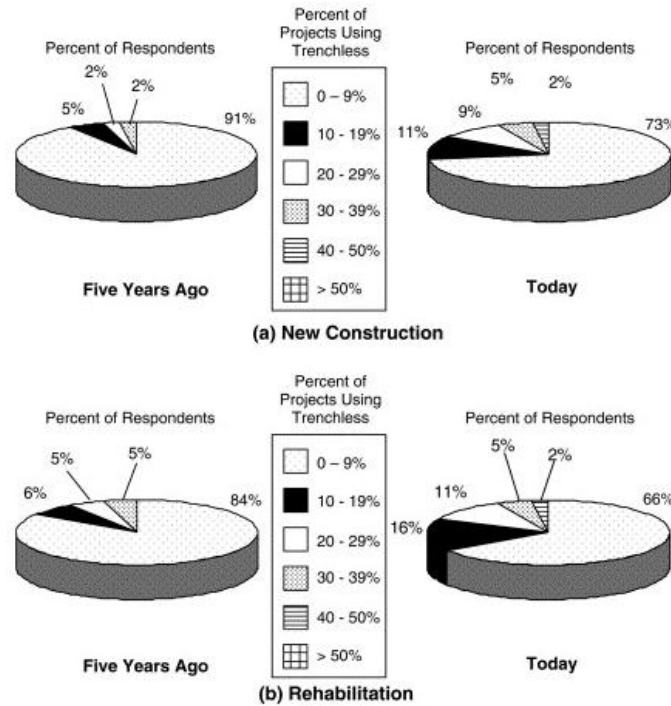 Percent of
Projects Using
Trenchless
Percent of Respondents
2%
2%
5%
91%
Five Years Ago
0 – 9%
10 - 19%
20 - 29%
30 - 39%
40 - 50%
> 50%
Percent of Respondents
5%
2%
9%
11%
73%
Today
(a) New Construction
Percent of
Projects Using
Trenchless
Percent of Respondents
5%
5%
6%
84%
Five Years Ago
0 – 9%
10 - 19%
20 - 29%
30 - 39%
40 - 50%
> 50%
Percent of Respondents
5%
2%
11%
16%
66%
Today
(b) Rehabilitation